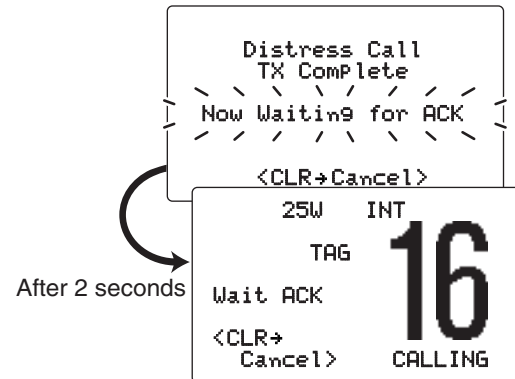 Distress Call
TX Complete
Now Waiting for ACK
<CLR→Cancel>
After 2 seconds
25W INT
TAG
16
Wait ACK
<CLR→
Cancel>
CALLING